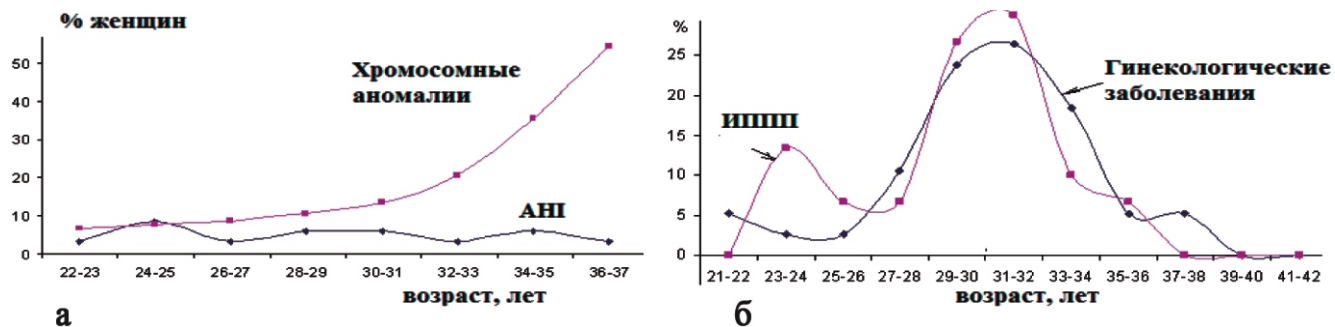 % женщин
50
40
30
20
10
0
Хромосомные
аномалии
АНI
22-23 24-25 26-27 28-29 30-31 32-33 34-35 36-37
возраст, лет
а
%
25
20
15
10
5
0
ИППП
Гинекологические
заболевания
21-22 23-24 25-26 27-28 29-30 31-32 33-34 35-36 37-38 39-40 41-42
возраст, лет
б